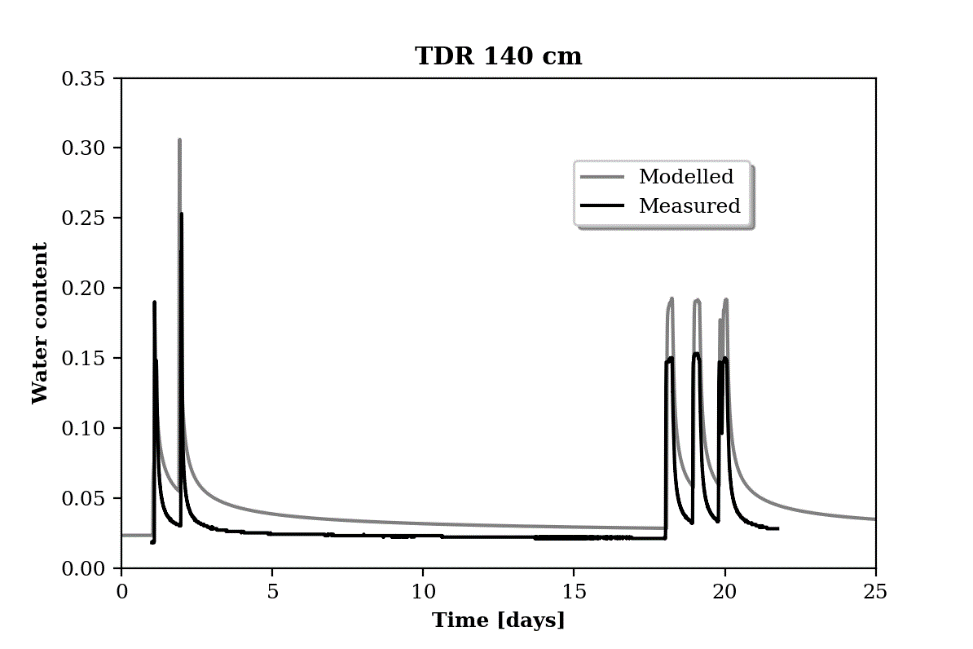 TDR 140 cm
0.35
0.30
0.25
0.20
0.15
0.10
0.05
0.00
Water content
Modelled
Measured
0 5 10 15 20 25
Time [days]